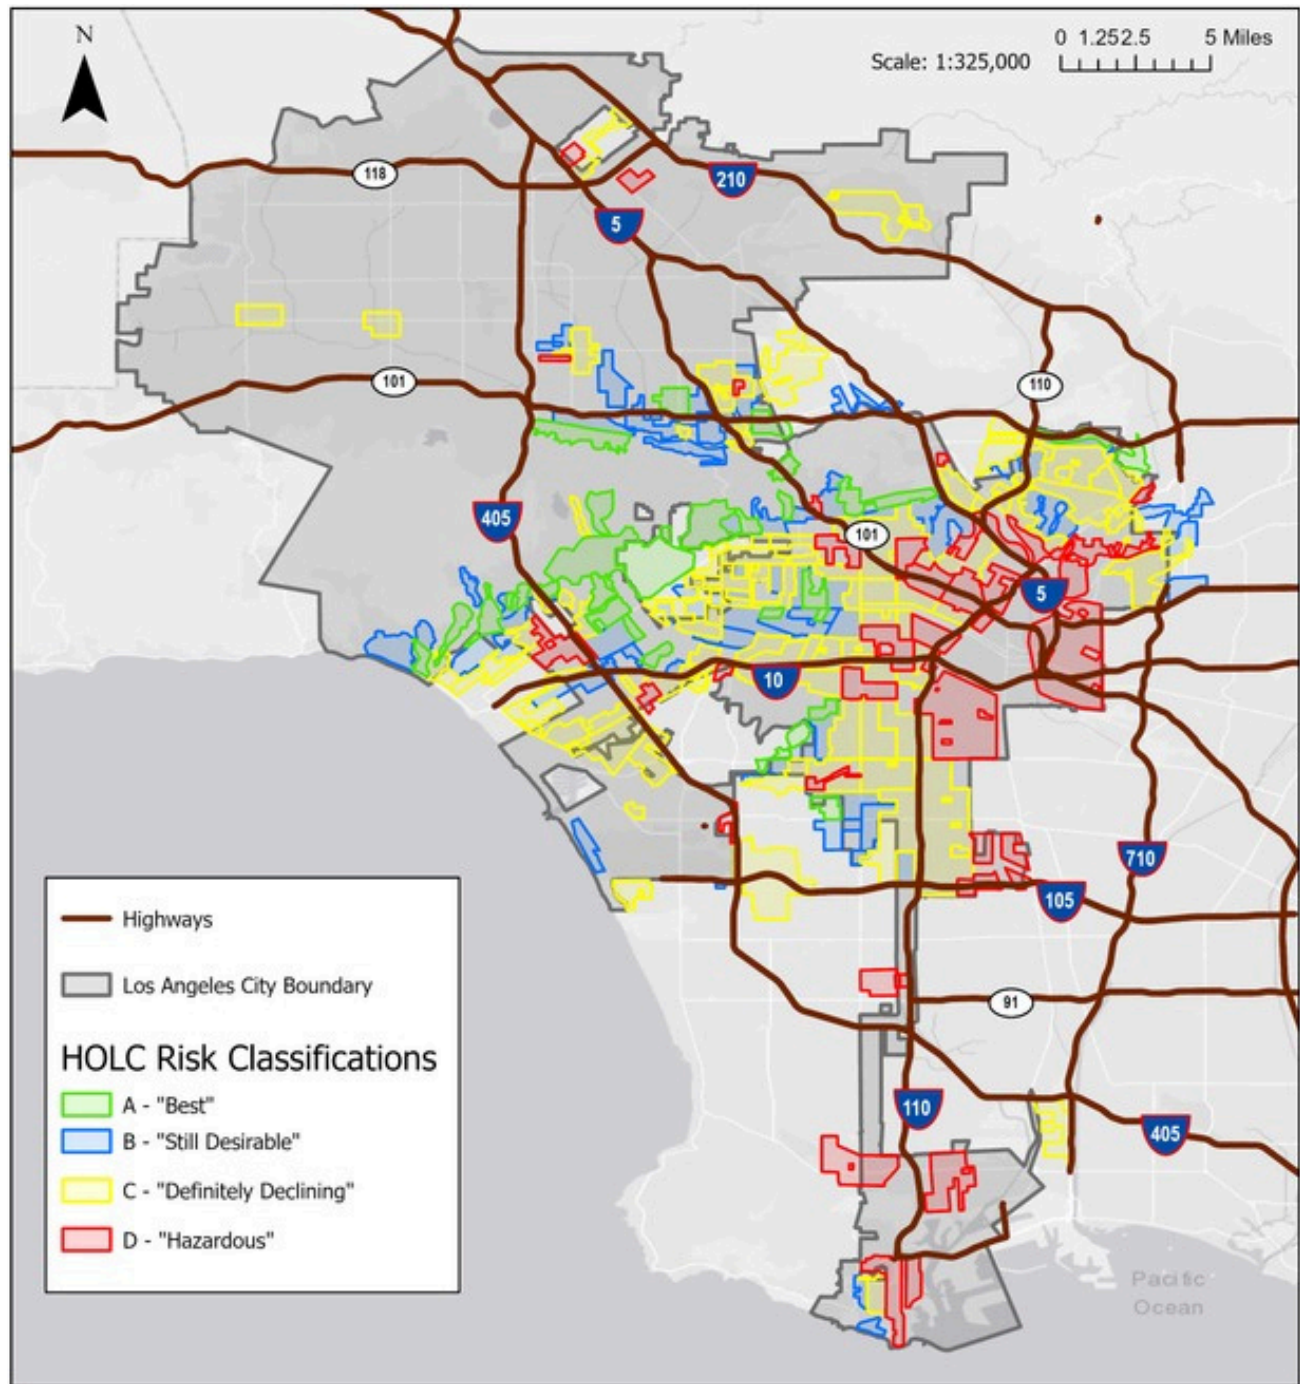 N
0 1.252.5 5 Miles
Scale: 1:325,000
118
210
5
101
110
405
101
5
10
710
105
91
110
405
Highways
Los Angeles City Boundary
HOLC Risk Classifications
A - "Best"
B - "Still Desirable"
C - "Definitely Declining"
D - "Hazardous"
Pacific
Ocean